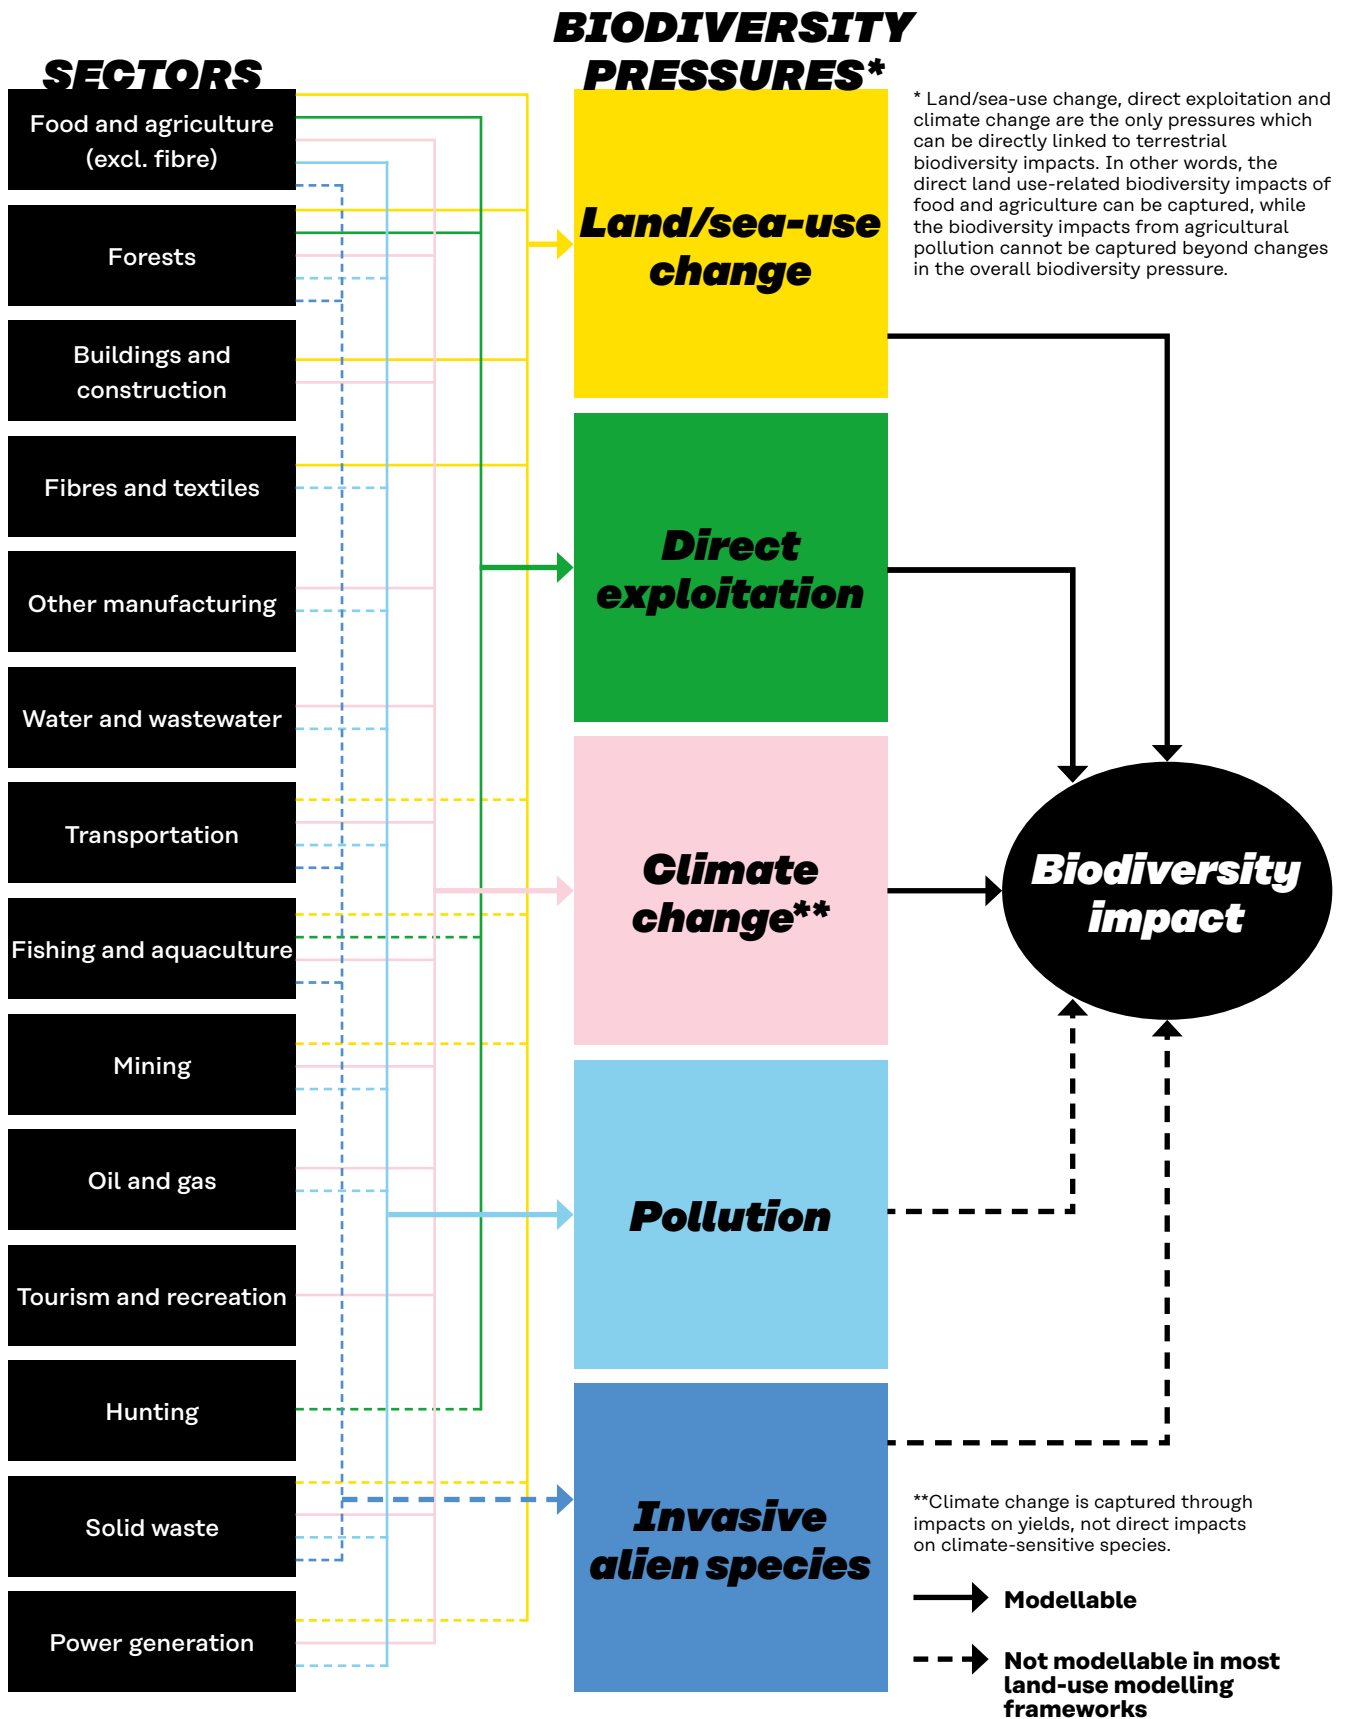 SECTORS
Food and agriculture
(excl. fibre)
Forests
Buildings and
construction
Fibres and textiles
Other manufacturing
Water and wastewater
Transportation
Fishing and aquaculture
Mining
Oil and gas
Tourism and recreation
Hunting
Solid waste
Power generation
BIODIVERSITY
PRESSURES*
Land/sea-use
change
Direct
exploitation
Climate
change**
Pollution
Invasive
alien species
* Land/sea-use change, direct exploitation and
climate change are the only pressures which
can be directly linked to terrestrial
biodiversity impacts. In other words, the
direct land use-related biodiversity impacts of
food and agriculture can be captured, while
the biodiversity impacts from agricultural
pollution cannot be captured beyond changes
in the overall biodiversity pressure.
Biodiversity
impact
**Climate change is captured through
impacts on yields, not direct impacts
on climate-sensitive species.
Modellable
Not modellable in most
land-use modelling
frameworks